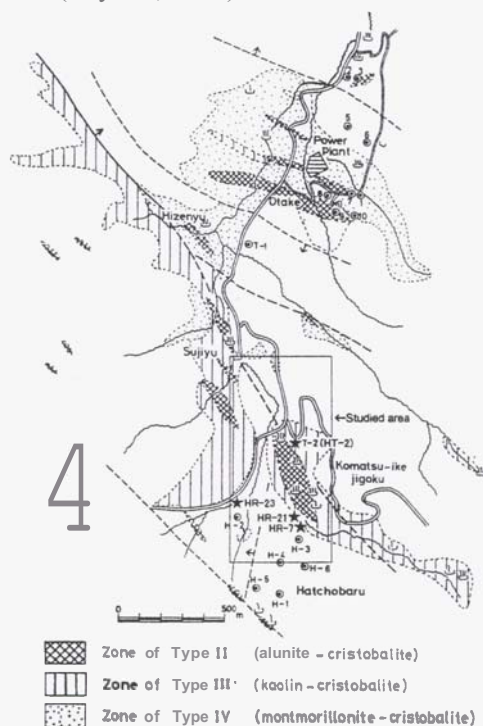 Power
Plant
Otake
Hizenyu
T-1
Sujiyu
←Studied area
T-2 (HT-2)
Komatsu-ike
jigoku
4
HR-23
HR-21
HR-7
H-3
H-4
H-6
H-5
H-1
Hatchobaru
0 500
m
Zone of Type II (alunite - cristobalite)
Zone of Type III (kaolin - cristobalite)
Zone of Type IV (montmorillonite - cristobalite)